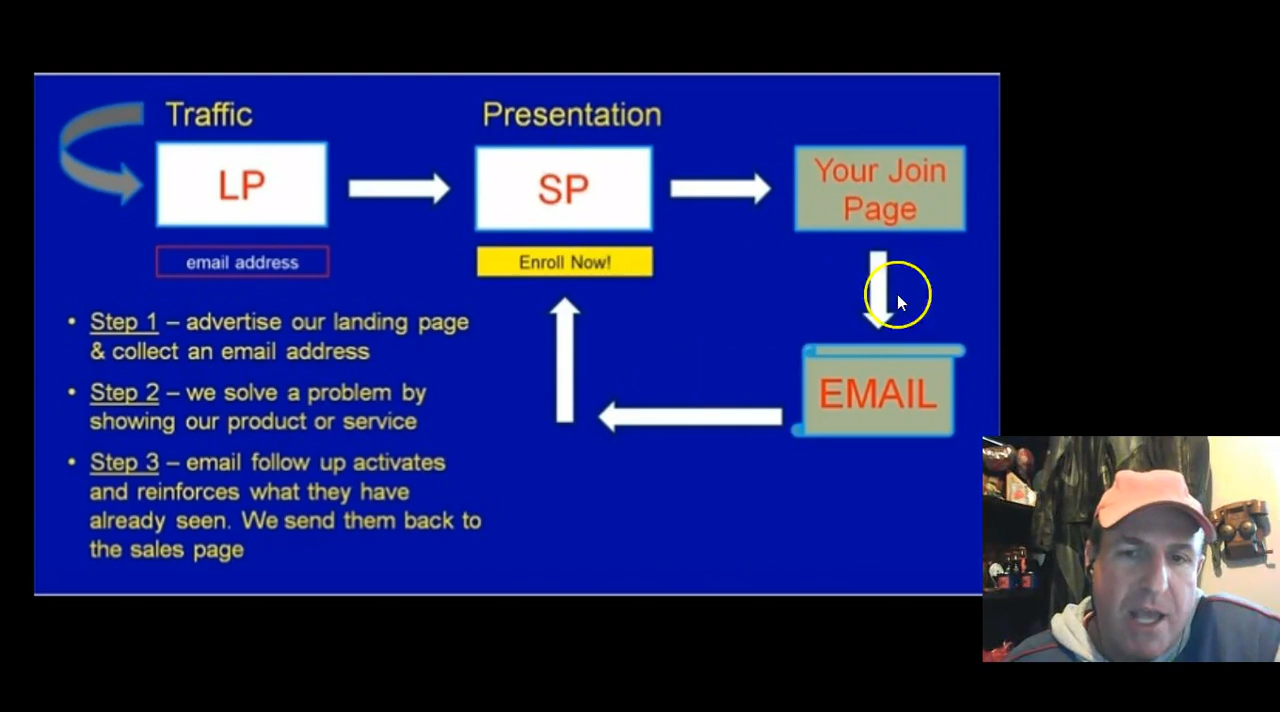 Traffic
Presentation
LP
SP
Your Join
Page
email address
Enroll Now!
• Step 1 – advertise our landing page
& collect an email address
• Step 2 – we solve a problem by
showing our product or service
• Step 3 – email follow up activates
and reinforces what they have
already seen. We send them back to
the sales page
EMAIL